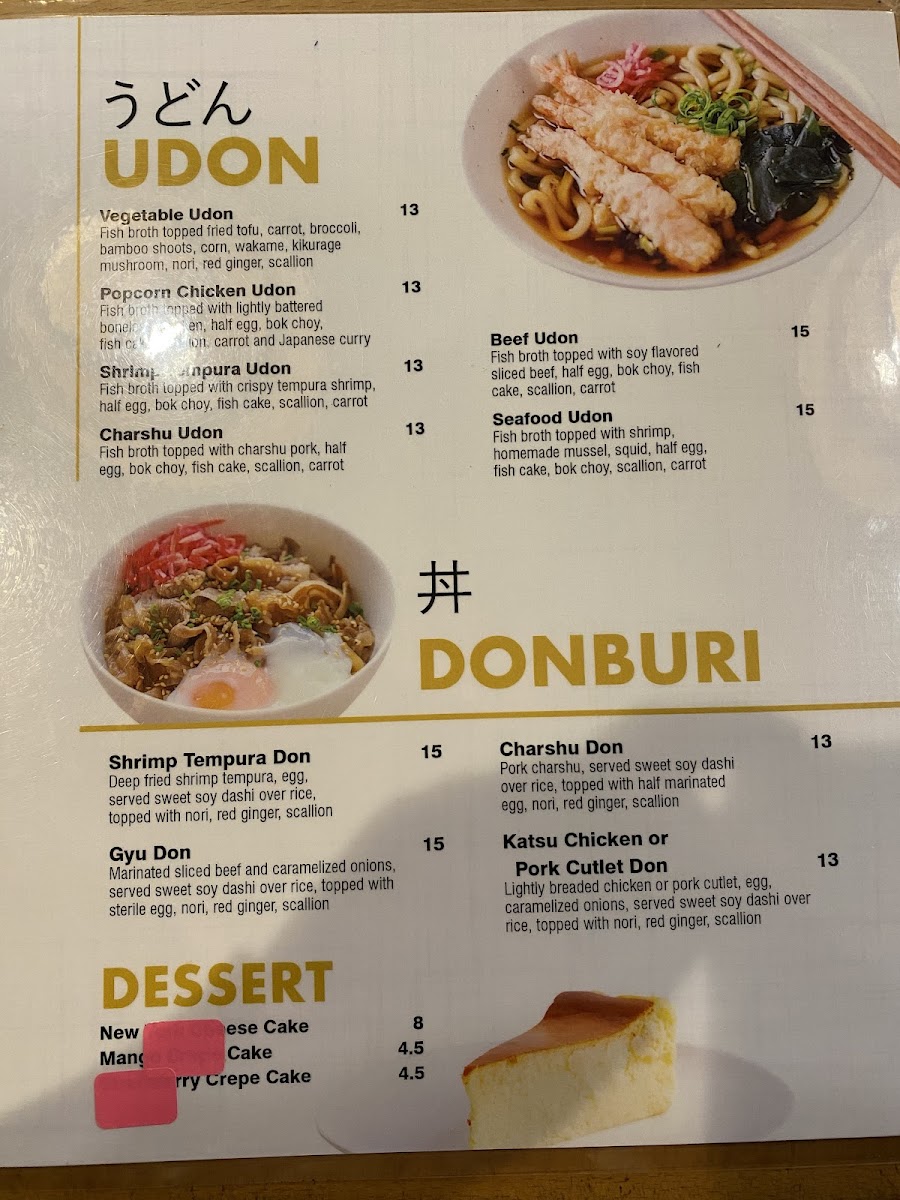 うどん
UDON
Vegetable Udon 13
Fish broth topped fried tofu, carrot, broccoli,
bamboo shoots, corn, wakame, kikurage
mushroom, nori, red ginger, scallion
Popcorn Chicken Udon 13
Fish broth topped with lightly battered
half egg, bok choy,
fish carrot and Japanese curry
Shrimp Tempura Udon 13
Fish broth topped with crispy tempura shrimp,
half egg, bok choy, fish cake, scallion, carrot
Charshu Udon 13
Fish broth topped with charshu pork, half
egg, bok choy, fish cake, scallion, carrot
Beef Udon 15
Fish broth topped with soy flavored
sliced beef, half egg, bok choy, fish
cake, scallion, carrot
Seafood Udon 15
Fish broth topped with shrimp,
homemade mussel, squid, half egg,
fish cake, bok choy, scallion, carrot
丼
DONBURI
Shrimp Tempura Don 15
Deep fried shrimp tempura, egg,
served sweet soy dashi over rice,
topped with nori, red ginger, scallion
Gyu Don 15
Marinated sliced beef and caramelized onions,
served sweet soy dashi over rice, topped with
sterile egg, nori, red ginger, scallion
Charshu Don 13
Pork charshu, served sweet soy dashi
over rice, topped with half marinated
egg, nori, red ginger, scallion
Katsu Chicken or
Pork Cutlet Don 13
Lightly breaded chicken or pork cutlet, egg,
caramelized onions, served sweet soy dashi over
rice, topped with nori, red ginger, scallion
DESSERT
New Cheese Cake 8
Mango Cake 4.5
Crepe Cake 4.5